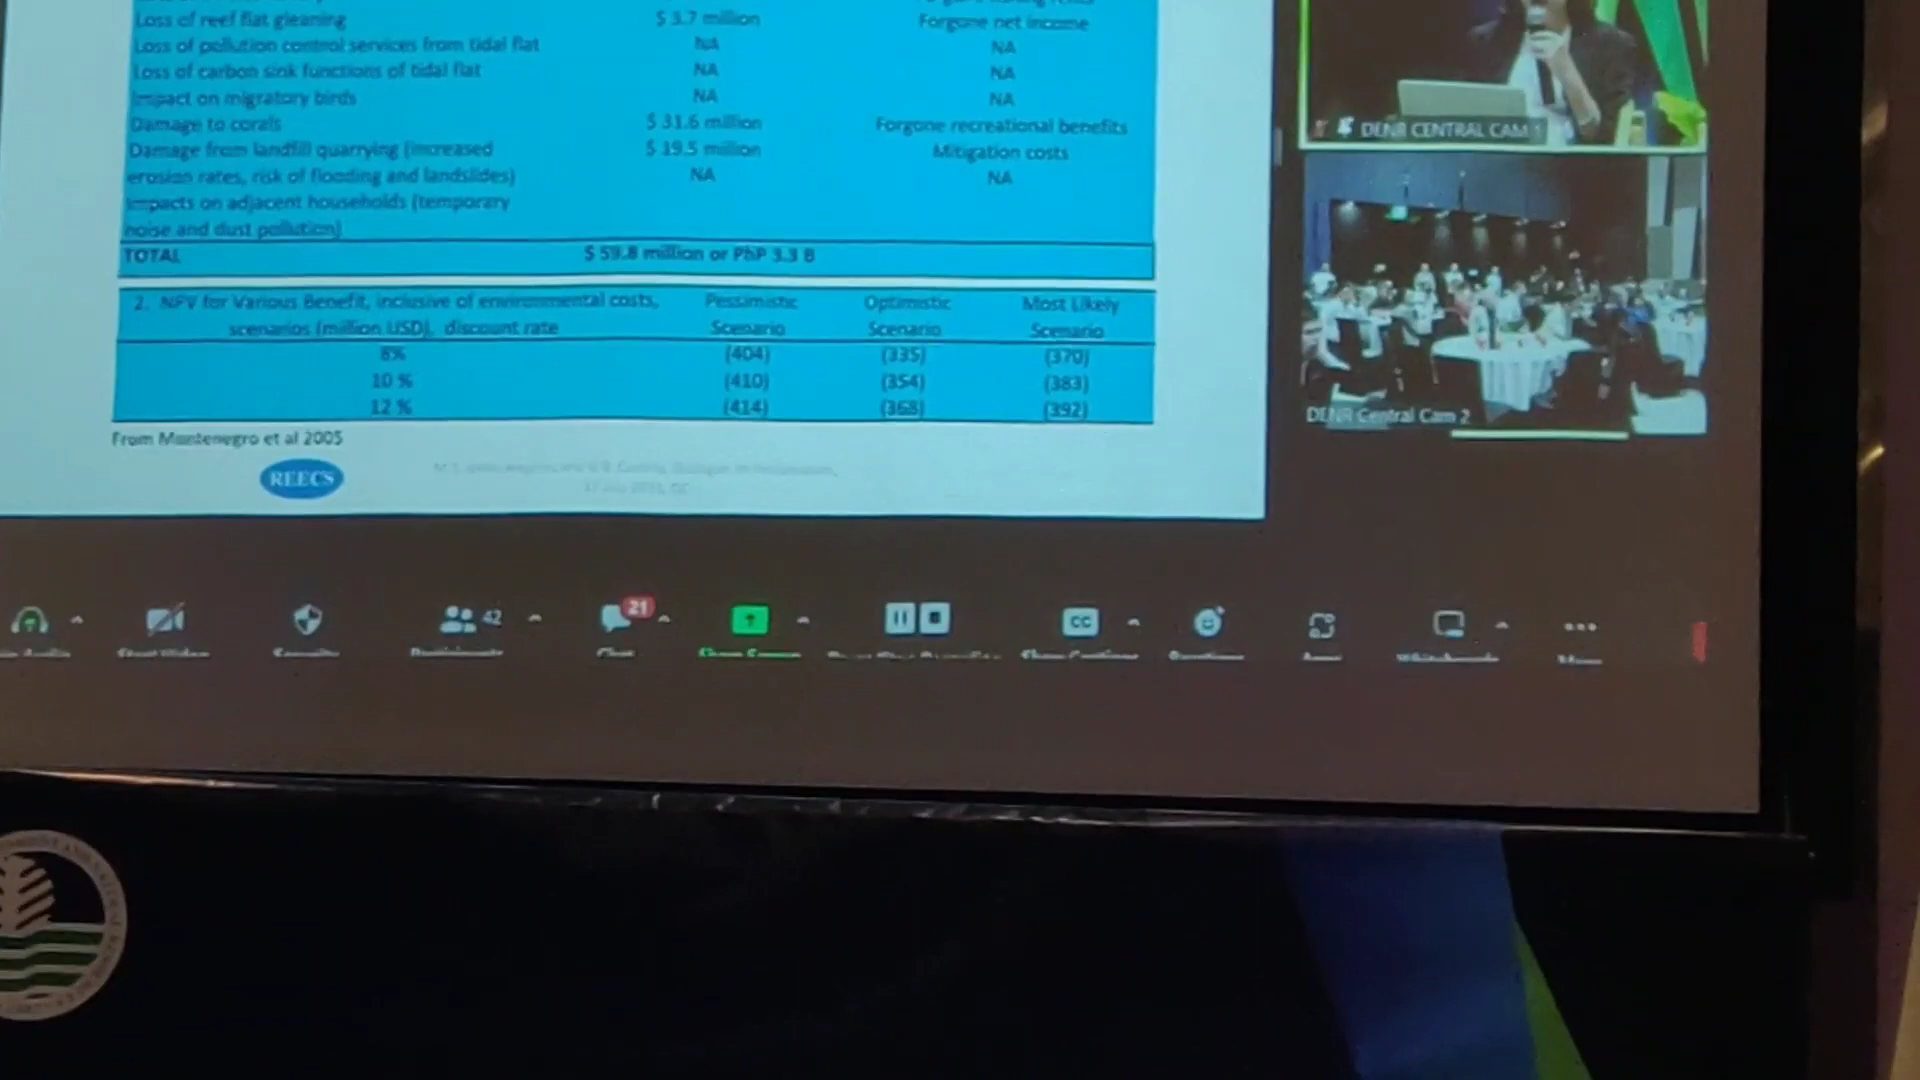 Loss of reef flat gleaning $ 3.7 million Forgone net income
Loss of pollution control services from tidal flat NA NA
Loss of carbon sink functions of tidal flat NA NA
Impact on migratory birds NA NA
Damage to corals $ 31.6 million Forgone recreational benefits
Damage from landfill quarrying (increased $ 19.5 million Mitigation costs
erosion rates, risk of flooding and landslides) NA NA
Impacts on adjacent households (temporary
noise and dust pollution)
TOTAL $ 59.8 million or PhP 3.3 B
2. NPV for Various Benefit, inclusive of environmental costs, Pessimistic Optimistic Most Likely
scenarios (million USD), discount rate Scenario Scenario Scenario
8% (404) (335) (370)
10 % (410) (354) (383)
12 % (414) (368) (392)
From Montenegro et al 2005
REECS
DENR CENTRAL CAM 1
DENR Central Cam 2
42
21
CC